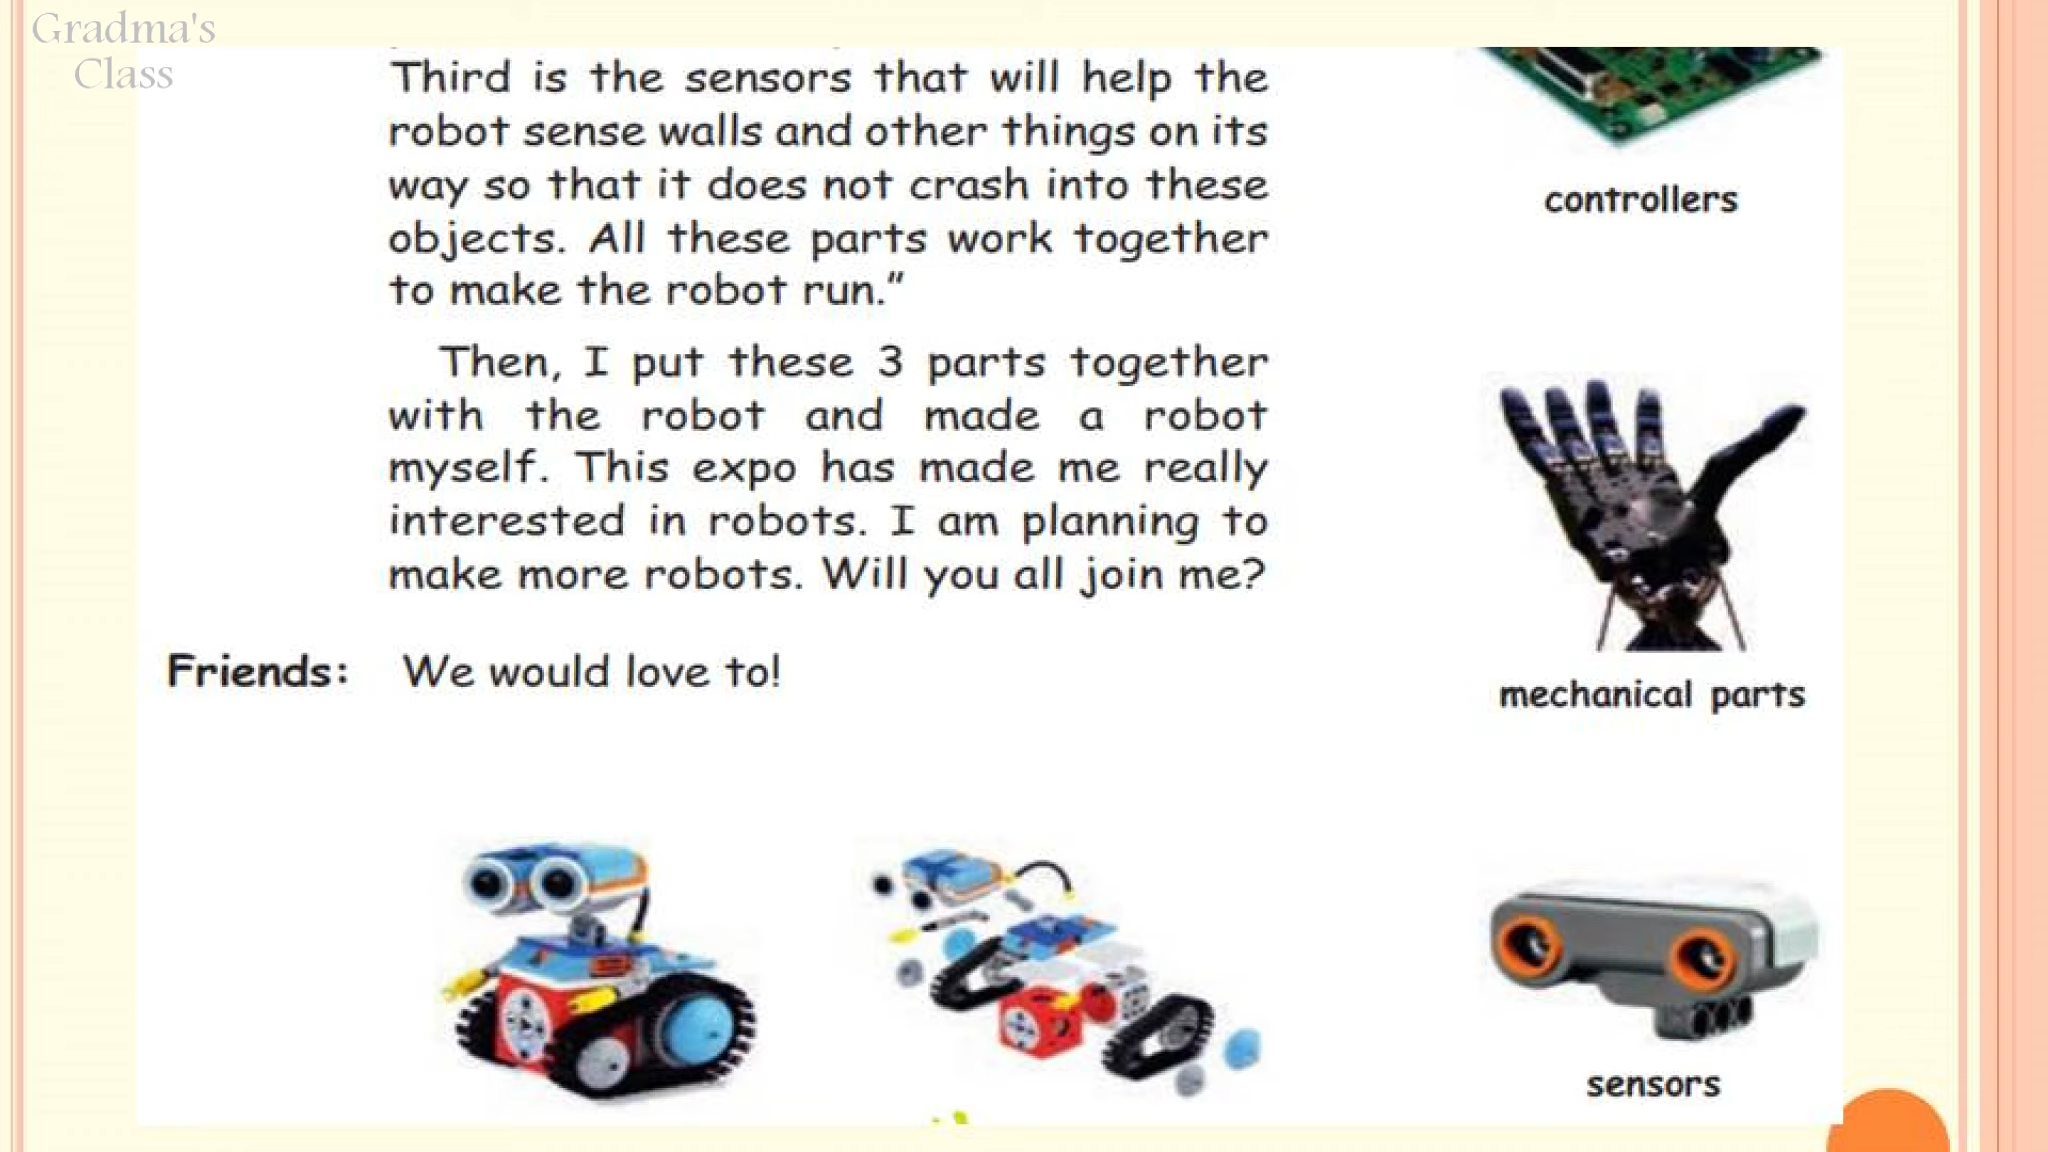 Gradma's
Class
Third is the sensors that will help the
robot sense walls and other things on its
way so that it does not crash into these
objects. All these parts work together
to make the robot run.”
Then, I put these 3 parts together
with the robot and made a robot
myself. This expo has made me really
interested in robots. I am planning to
make more robots. Will you all join me?
Friends: We would love to!
controllers
mechanical parts
sensors